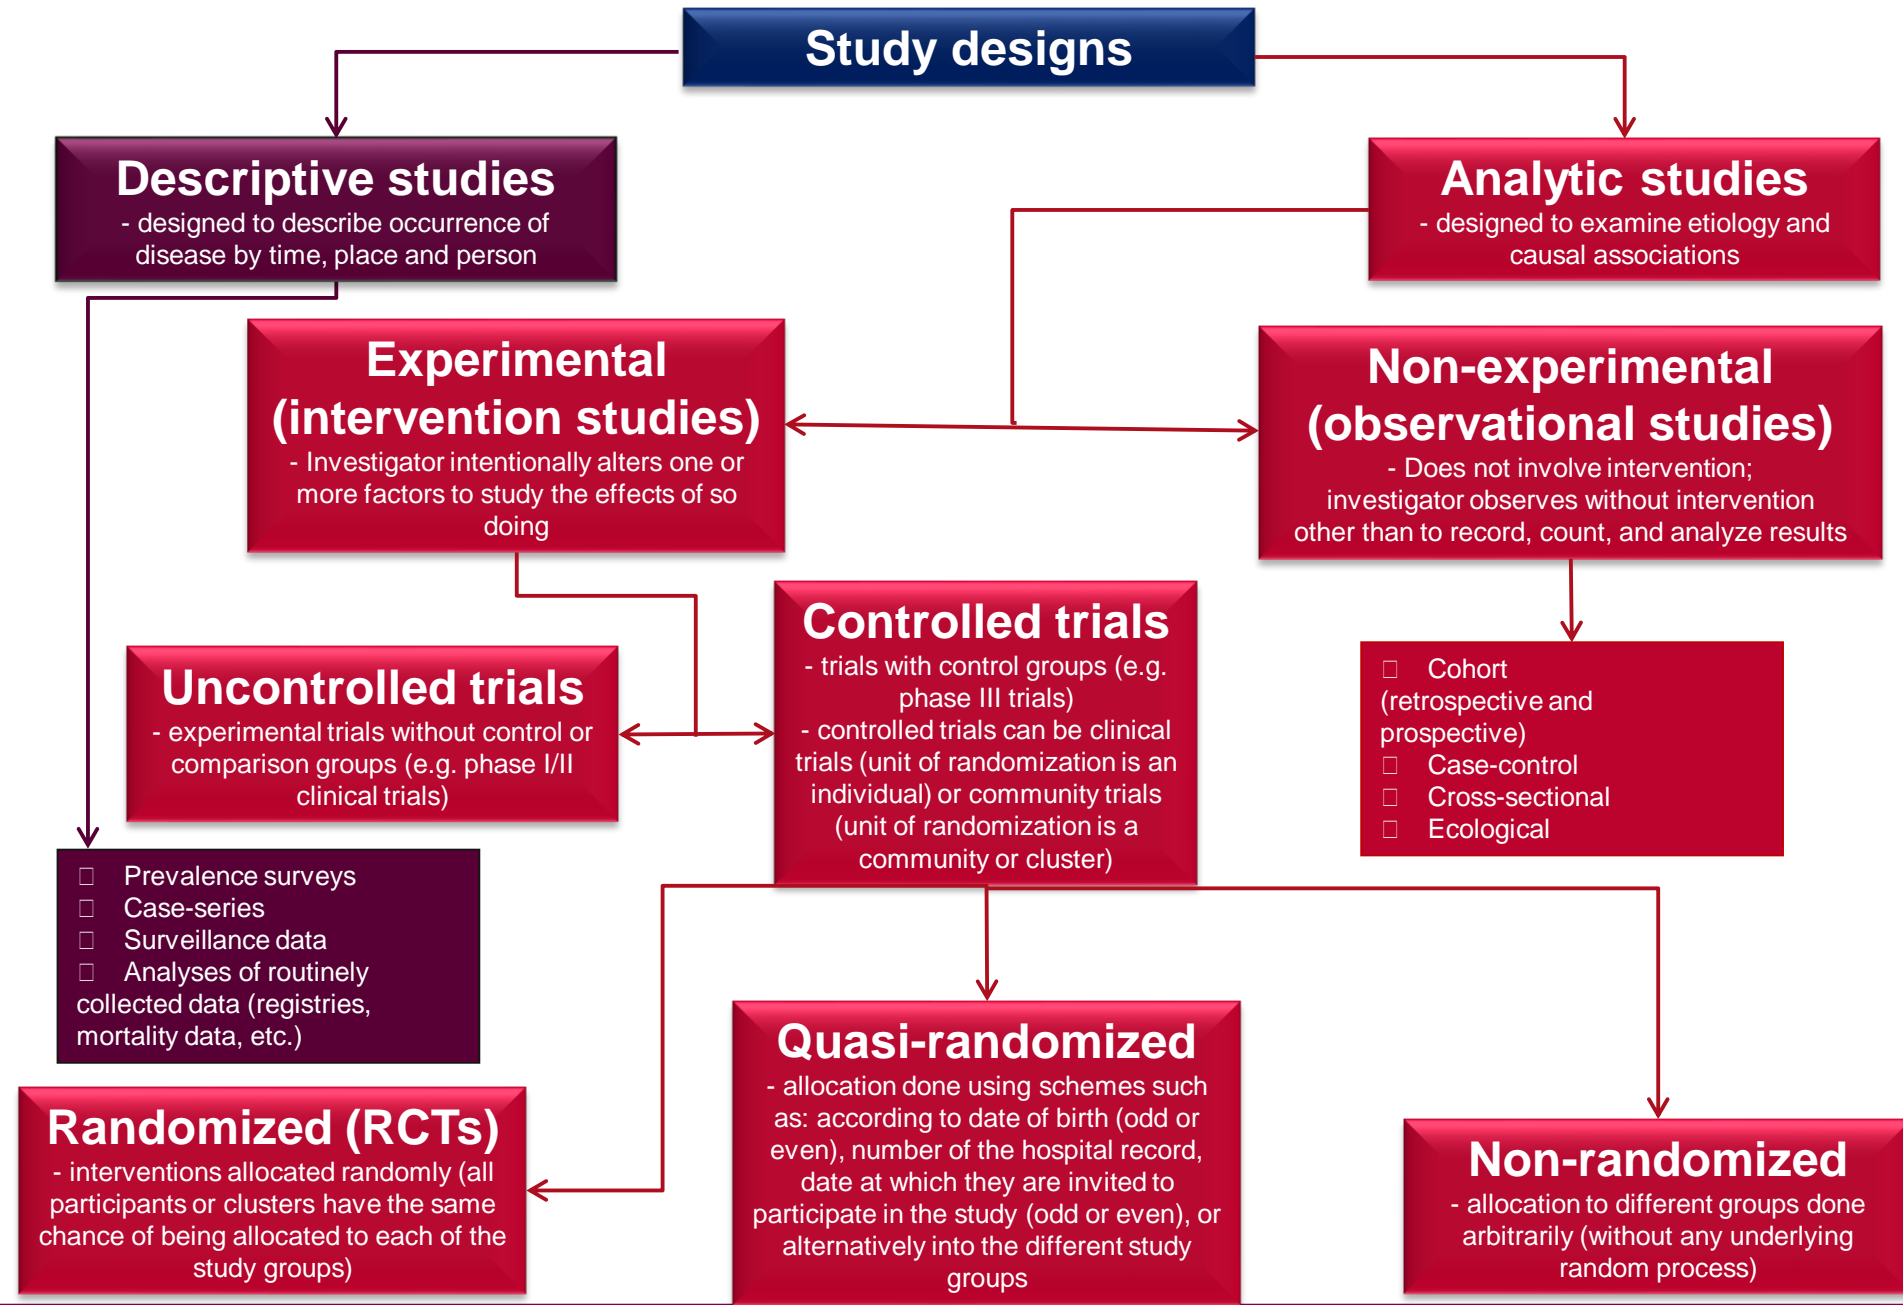 Study designs
Descriptive studies
- designed to describe occurrence of
disease by time, place and person
Analytic studies
- designed to examine etiology and
causal associations
Experimental
(intervention studies)
- Investigator intentionally alters one or
more factors to study the effects of so
doing
Non-experimental
(observational studies)
- Does not involve intervention;
investigator observes without intervention
other than to record, count, and analyze results
Uncontrolled trials
- experimental trials without control or
comparison groups (e.g. phase I/II
clinical trials)
Controlled trials
- trials with control groups (e.g.
phase III trials)
- controlled trials can be clinical
trials (unit of randomization is an
individual) or community trials
(unit of randomization is a
community or cluster)
Cohort
(retrospective and
prospective)
Case-control
Cross-sectional
Ecological
Prevalence surveys
Case-series
Surveillance data
Analyses of routinely
collected data (registries,
mortality data, etc.)
Randomized (RCTs)
- interventions allocated randomly (all
participants or clusters have the same
chance of being allocated to each of the
study groups)
Quasi-randomized
- allocation done using schemes such
as: according to date of birth (odd or
even), number of the hospital record,
date at which they are invited to
participate in the study (odd or even), or
alternatively into the different study
groups
Non-randomized
- allocation to different groups done
arbitrarily (without any underlying
random process)